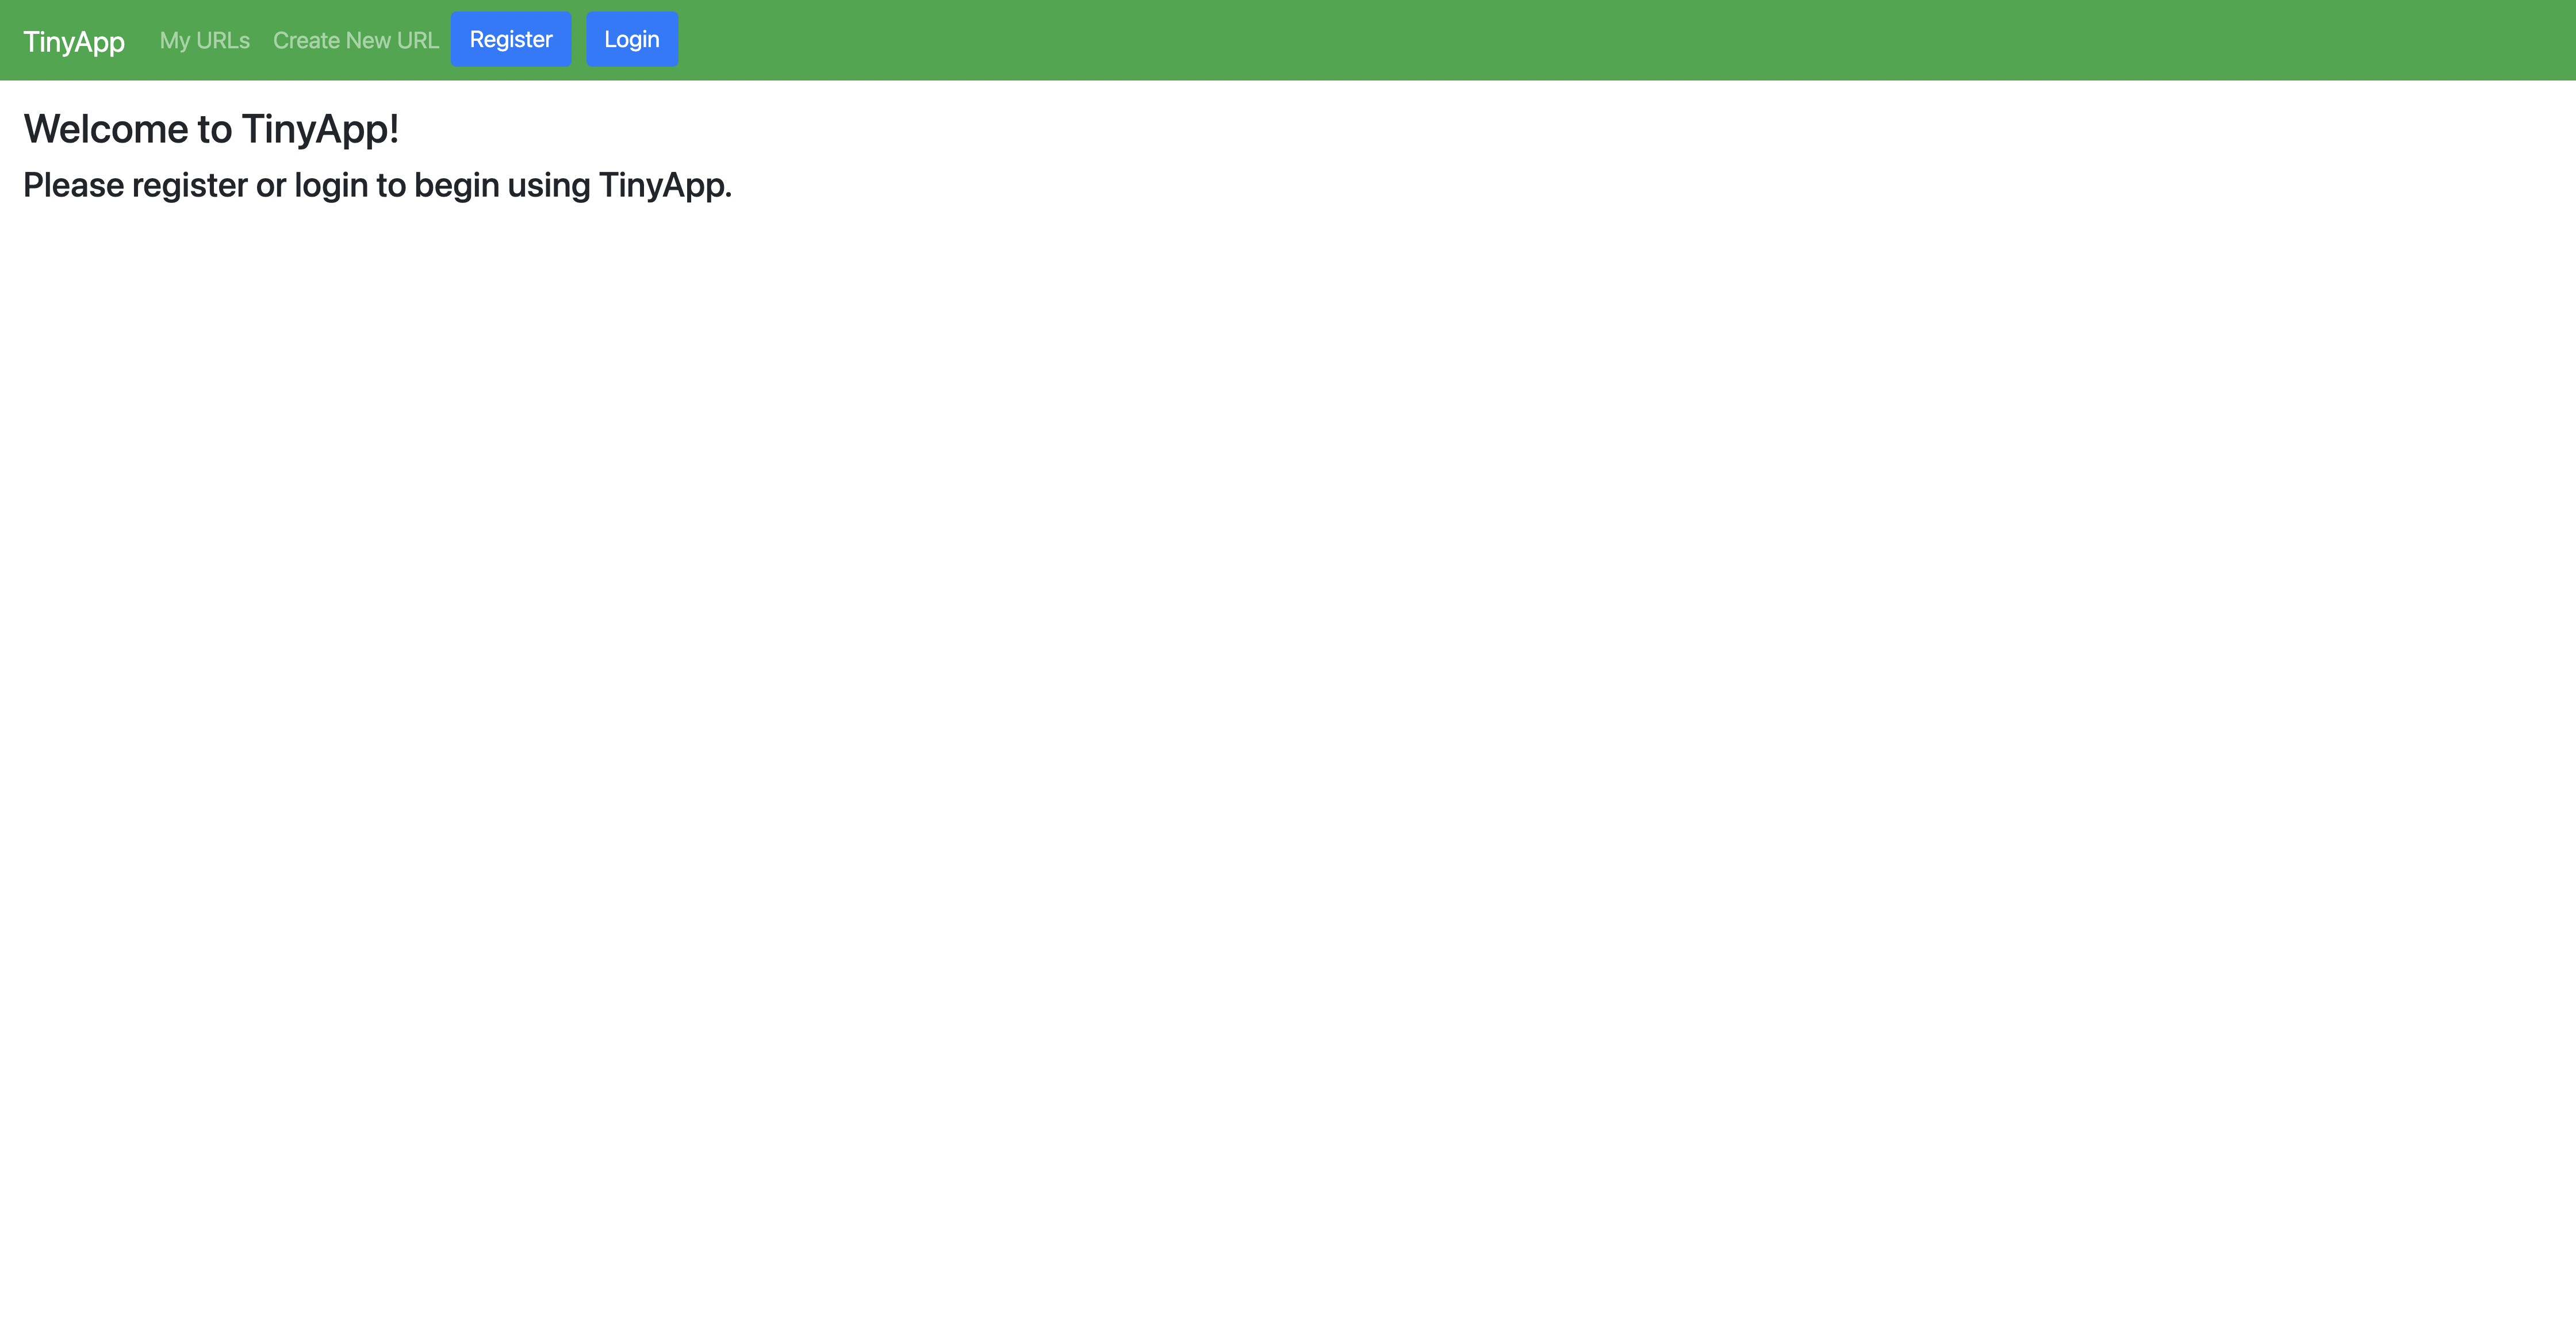 TinyApp My URLs Create New URL Register Login
Welcome to TinyApp!
Please register or login to begin using TinyApp.